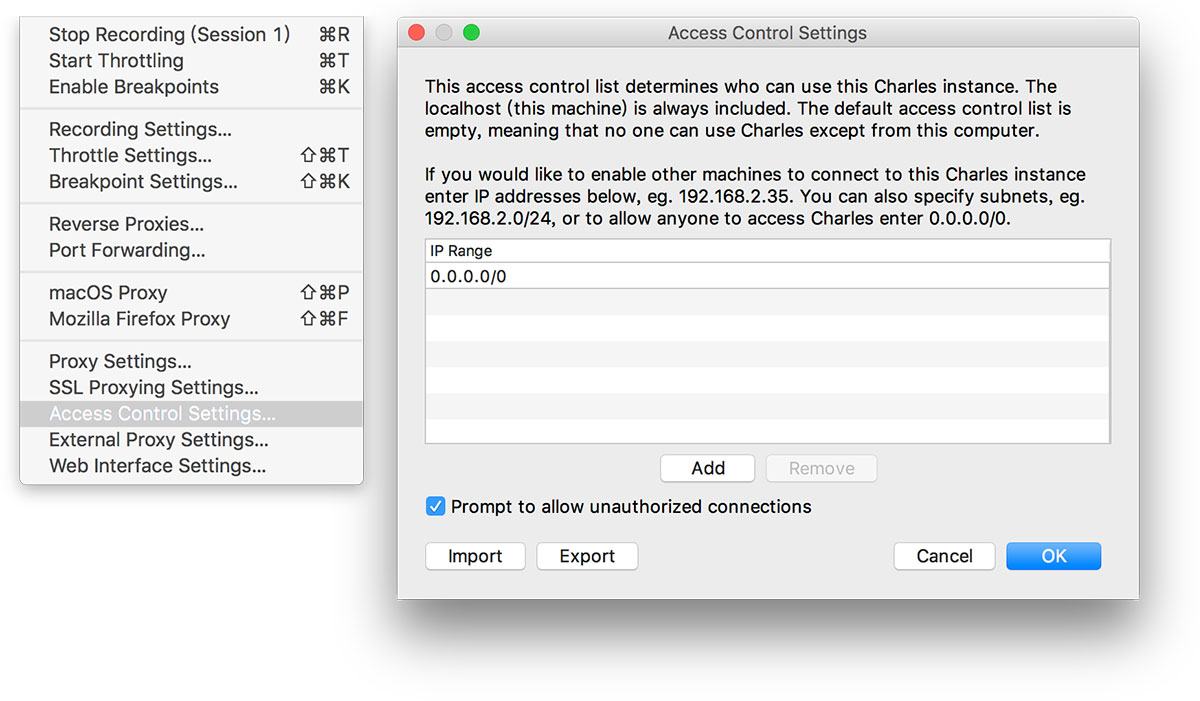 Stop Recording (Session 1) ⌘R
Start Throttling ⌘T
Enable Breakpoints ⌘K
Recording Settings...
Throttle Settings... ⇧⌘T
Breakpoint Settings... ⇧⌘K
Reverse Proxies...
Port Forwarding...
macOS Proxy ⇧⌘P
Mozilla Firefox Proxy ⇧⌘F
Proxy Settings...
SSL Proxying Settings...
Access Control Settings...
External Proxy Settings...
Web Interface Settings...
Access Control Settings
This access control list determines who can use this Charles instance. The
localhost (this machine) is always included. The default access control list is
empty, meaning that no one can use Charles except from this computer.
If you would like to enable other machines to connect to this Charles instance
enter IP addresses below, eg. 192.168.2.35. You can also specify subnets, eg.
192.168.2.0/24, or to allow anyone to access Charles enter 0.0.0.0/0.
IP Range
0.0.0.0/0
Add Remove
Prompt to allow unauthorized connections
Import Export Cancel OK